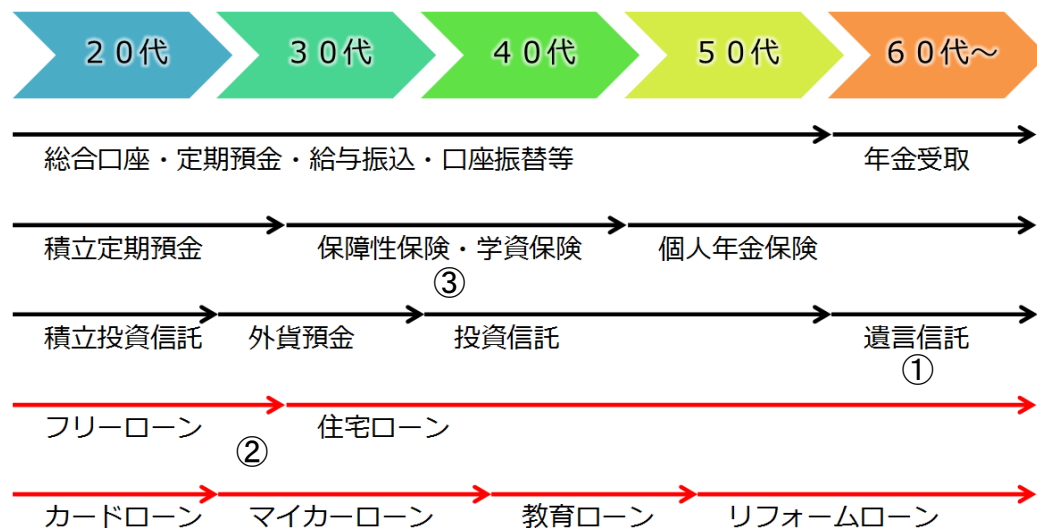 ２０代 ３０代 ４０代 ５０代 ６０代～
総合口座・定期預金・給与振込・口座振替等 年金受取
積立定期預金 保障性保険・学資保険 個人年金保険
③
積立投資信託 外貨預金 投資信託 遺言信託
①
フリーローン 住宅ローン
②
カードローン マイカーローン 教育ローン リフォームローン